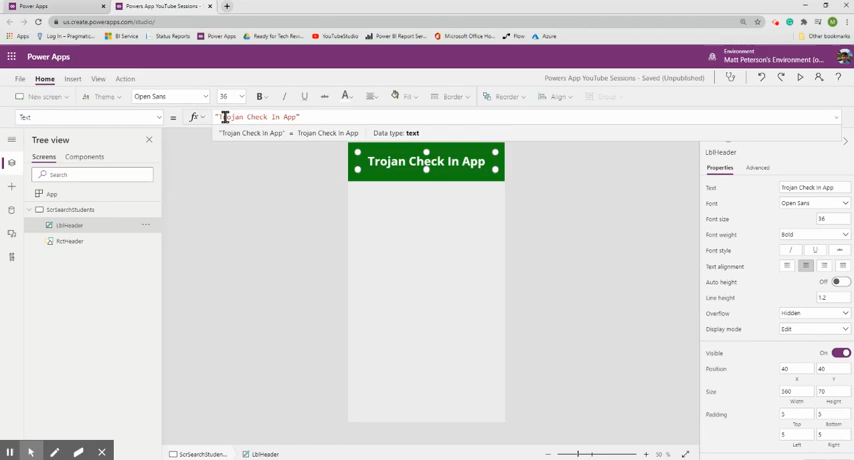 Power Apps
Powers App YouTube Sessions -
us.create.powerapps.com/studio/
Apps
Log In – Pragmatic...
BI Service
Status Reports
Power Apps
Ready for Tech Rev...
YouTubeStudio
Power BI Report Ser...
Microsoft Office Ho...
Flow
Azure
Other bookmarks
Power Apps
Environment
Matt Peterson's Environment (o...
File Home Insert View Action
Powers App YouTube Sessions - Saved (Unpublished)
New screen
Theme
Open Sans
36
B
Fill
Border
Reorder
Align
Group
Text
=
fx
"Trojan Check In App"
"Trojan Check In App" = Trojan Check In App
Data type: text
Tree view
Screens Components
Search
App
ScrSearchStudents
LblHeader
RctHeader
Trojan Check In App
LblHeader
Properties Advanced
Text Trojan Check In App
Font Open Sans
Font size 36
Font weight Bold
Font style
Text alignment
Auto height Off
Line height 1.2
Overflow Hidden
Display mode Edit
Visible On
Position 40 40
X Y
Size 560 70
Width Height
Padding 5 5
Top Bottom
5 5
Left Right
ScrSearchStuden...
LblHeader
50 %